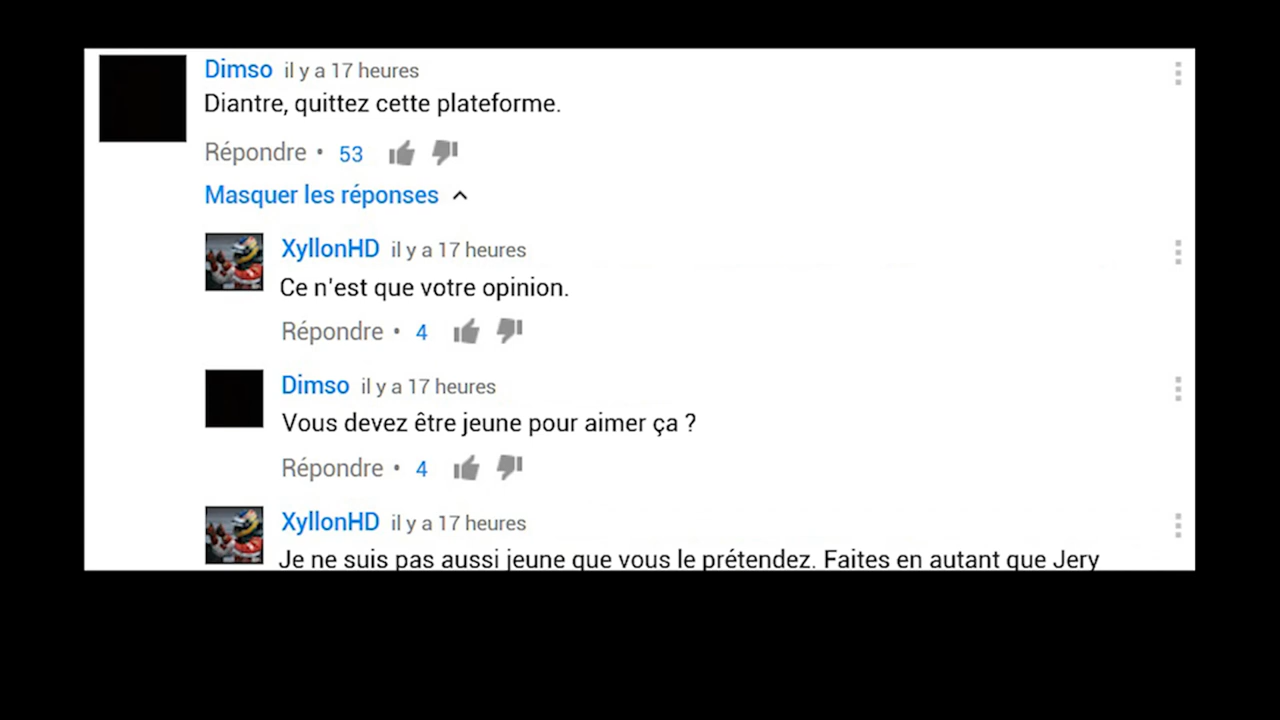 Dimso il y a 17 heures
Diantre, quittez cette plateforme.
Répondre • 53
Masquer les réponses
XyllonHD il y a 17 heures
Ce n'est que votre opinion.
Répondre • 4
Dimso il y a 17 heures
Vous devez être jeune pour aimer ça ?
Répondre • 4
XyllonHD il y a 17 heures
Je ne suis pas aussi jeune que vous le prétendez. Faites en autant que Jery